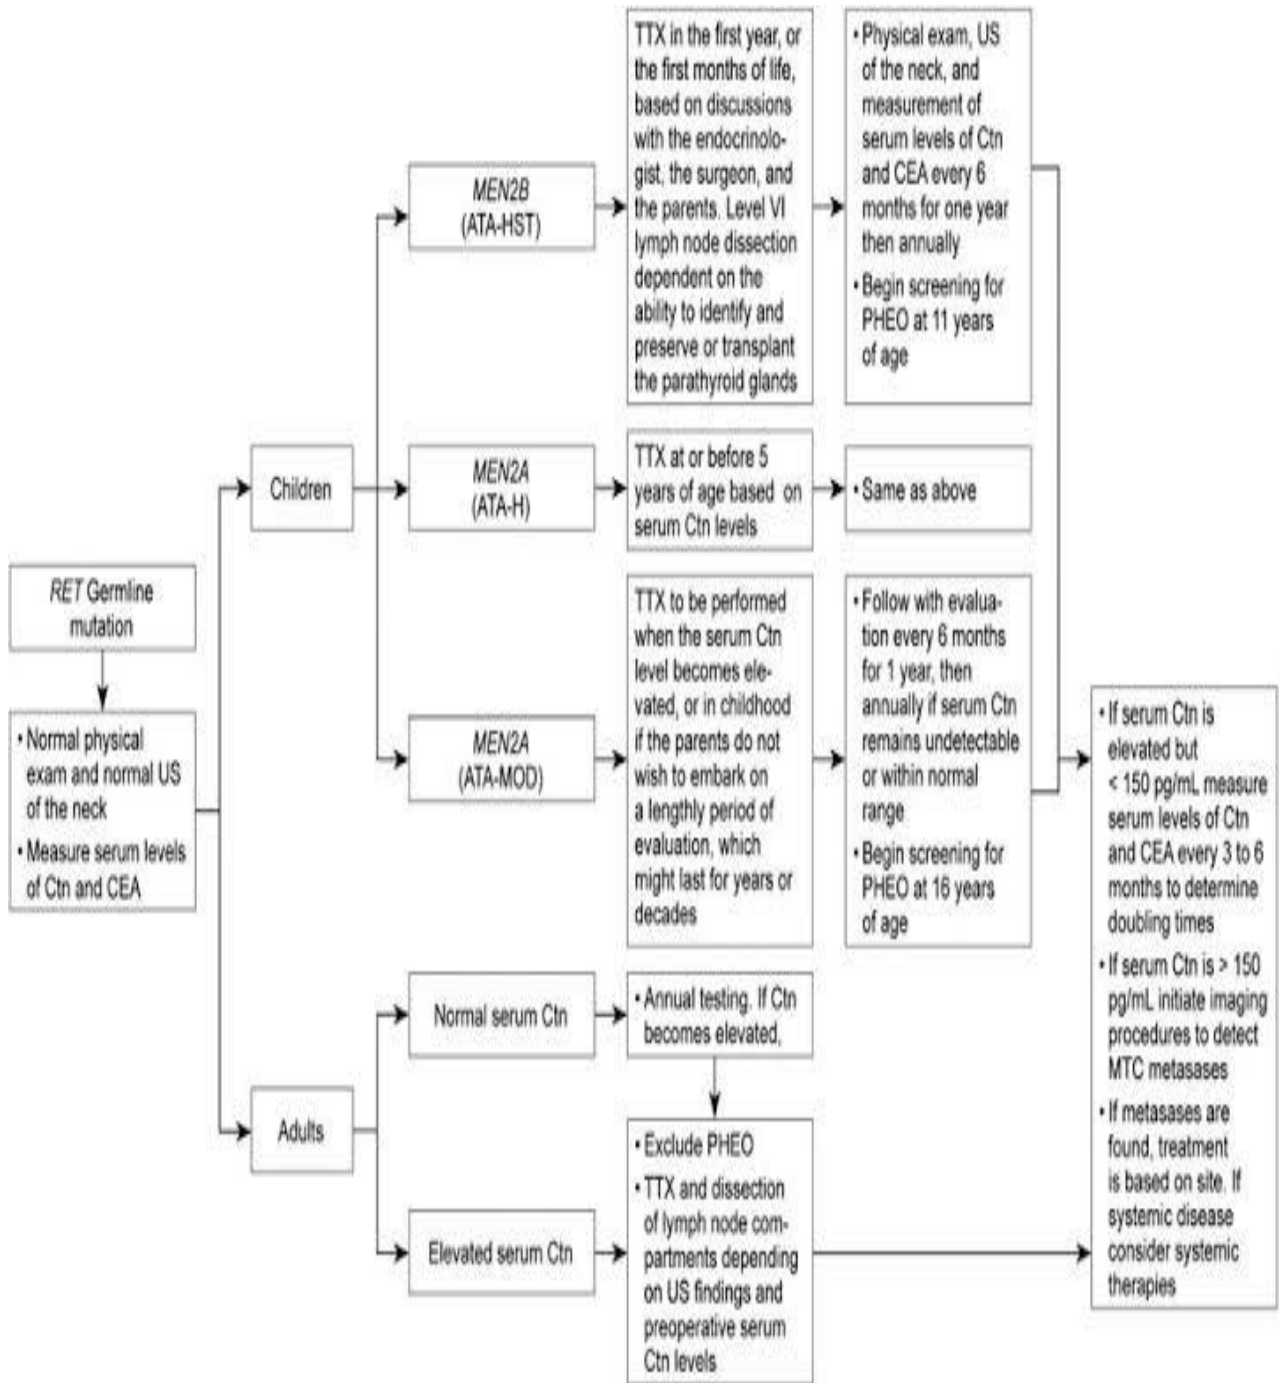 RET Germline
mutation
• Normal physical
exam and normal US
of the neck
• Measure serum levels
of Ctn and CEA
Children
MEN2B
(ATA-HST)
TTX in the first year, or
the first months of life,
based on discussions
with the endocrinolo-
gist, the surgeon, and
the parents. Level VI
lymph node dissection
dependent on the
ability to identify and
preserve or transplant
the parathyroid glands
• Physical exam, US
of the neck, and
measurement of
serum levels of Ctn
and CEA every 6
months for one year
then annually
• Begin screening for
PHEO at 11 years
of age
MEN2A
(ATA-H)
TTX at or before 5
years of age based on
serum Ctn levels
• Same as above
MEN2A
(ATA-MOD)
TTX to be performed
when the serum Ctn
level becomes ele-
vated, or in childhood
if the parents do not
wish to embark on
a lengthly period of
evaluation, which
might last for years or
decades
• Follow with evalua-
tion every 6 months
for 1 year, then
annually if serum Ctn
remains undetectable
or within normal
range
• Begin screening for
PHEO at 16 years
of age
Adults
Normal serum Ctn
• Annual testing. If Ctn
becomes elevated,
Elevated serum Ctn
• Exclude PHEO
• TTX and dissection
of lymph node com-
partments depending
on US findings and
preoperative serum
Ctn levels
• If serum Ctn is
elevated but
< 150 pg/mL measure
serum levels of Ctn
and CEA every 3 to 6
months to determine
doubling times
• If serum Ctn is > 150
pg/mL initiate imaging
procedures to detect
MTC metasases
• If metasases are
found, treatment
is based on site. If
systemic disease
consider systemic
therapies